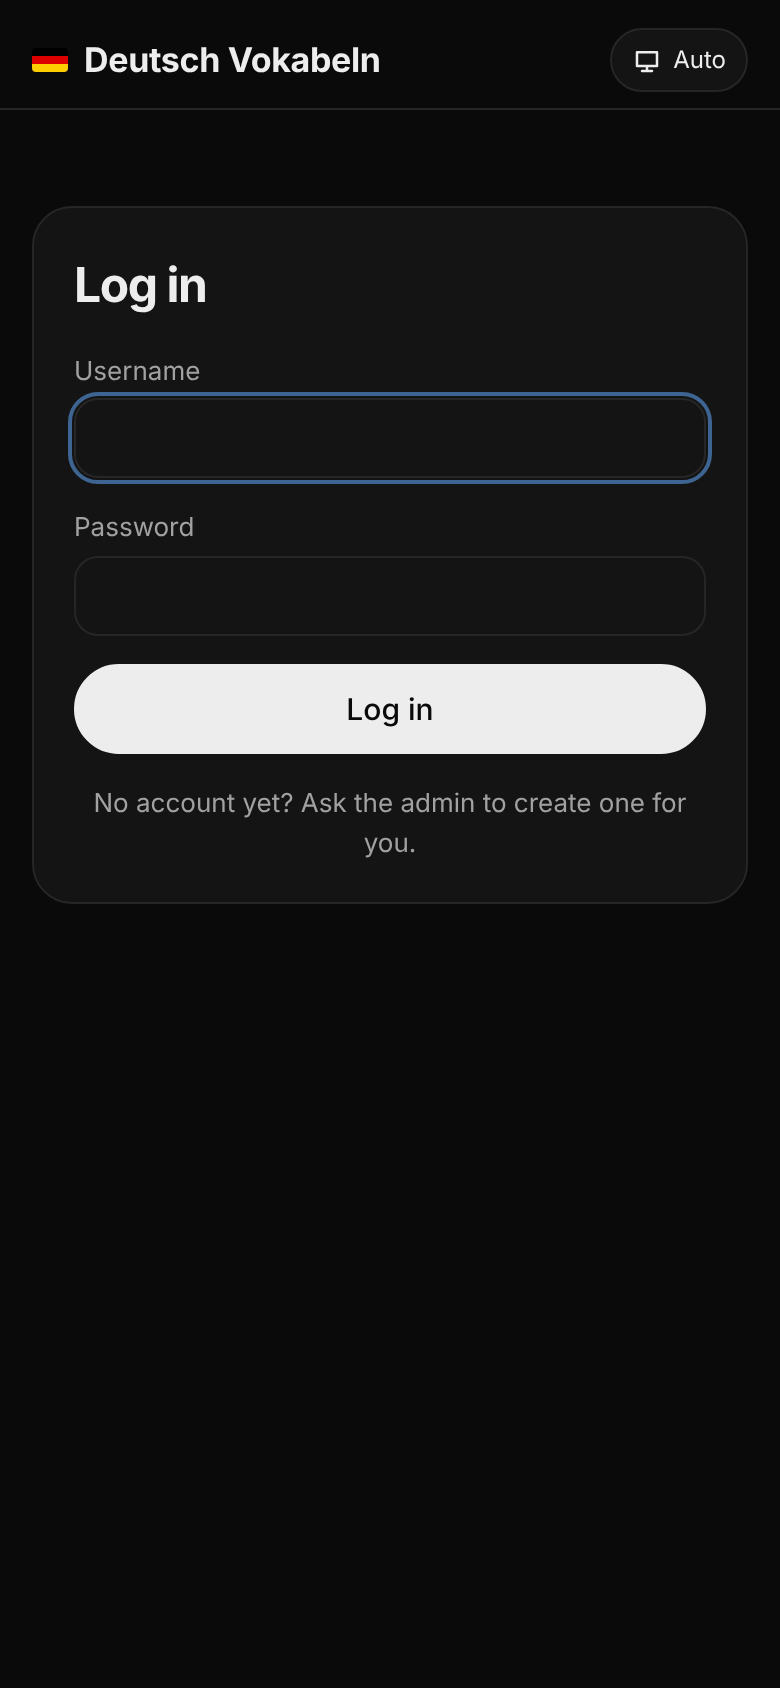 Deutsch Vokabeln
Auto
Log in
Username
Password
Log in
No account yet? Ask the admin to create one for
you.